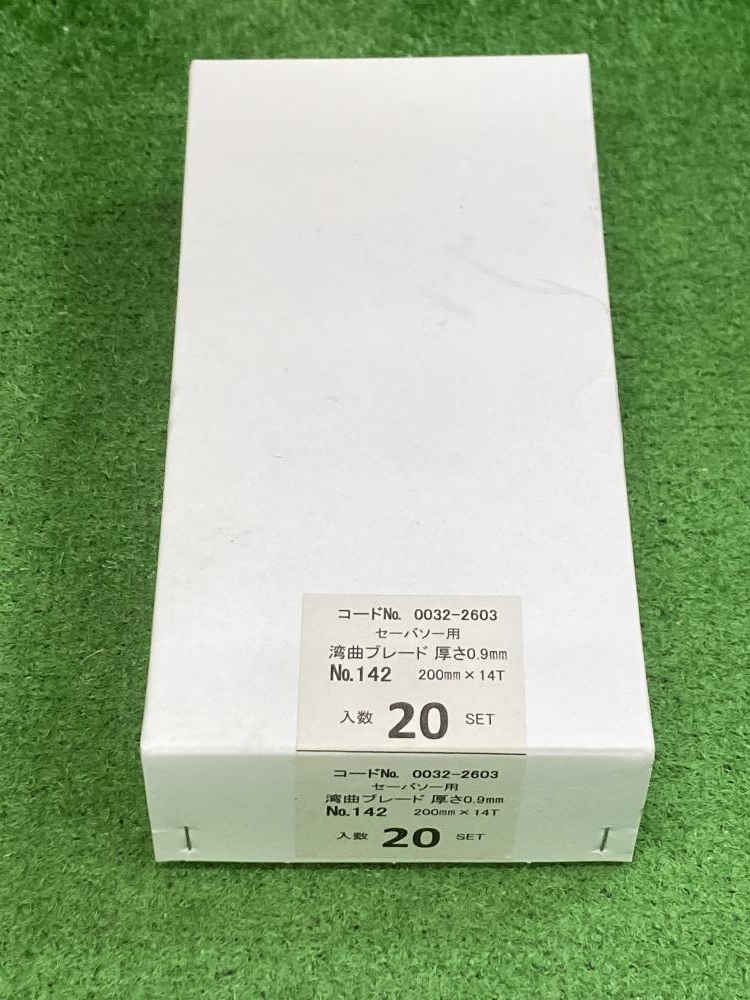 コードNo. 0032-2603
セーバソー用
湾曲ブレード 厚さ0.9mm
No.142 200mm×14T
入数 20 SET
コードNo. 0032-2603
セーバソー用
湾曲ブレード 厚さ0.9mm
No.142 200mm×14T
入数 20 SET